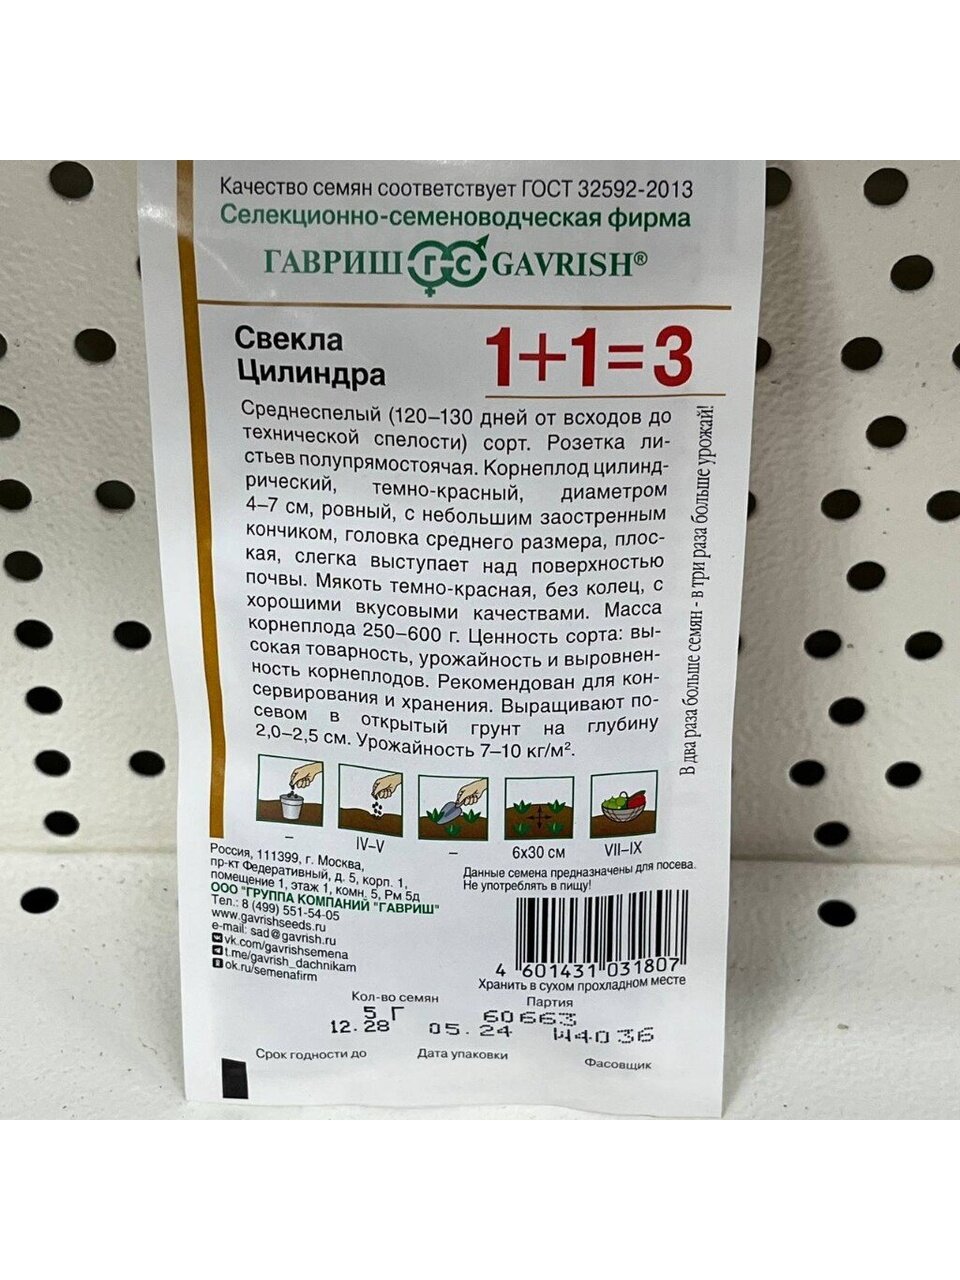 Качество семян соответствует ГОСТ 32592-2013
Селекционно-семеноводческая фирма
ГАВРИШ ГС GAVRISH®
Свекла
Цилиндра
1+1=3
Среднеспелый (120–130 дней от всходов до
технической спелости) сорт. Розетка ли-
стьев полупрямостоячая. Корнеплод цилинд-
рический, темно-красный, диаметром
4–7 см, ровный, с небольшим заостренным
кончиком, головка среднего размера, плос-
кая, слегка выступает над поверхностью
почвы. Мякоть темно-красная, без колец, с
хорошими вкусовыми качествами. Масса
корнеплода 250–600 г. Ценность сорта: вы-
сокая товарность, урожайность и выровнен-
ность корнеплодов. Рекомендован для кон-
сервирования и хранения. Выращивают по-
севом в открытый грунт на глубину
2,0–2,5 см. Урожайность 7–10 кг/м².
В два раза больше семян - в три раза больше урожай!
– IV–V – 6х30 см VII–IX
Россия, 111399, г. Москва,
пр-кт Федеративный, д. 5, корп. 1,
помещение 1, этаж 1, комн. 5, Рм 5д
ООО "ГРУППА КОМПАНИЙ "ГАВРИШ"
Тел.: 8 (499) 551-54-05
www.gavrishseeds.ru
e-mail: sad@gavrish.ru
vk.com/gavrishsemena
t.me/gavrish_dachnikam
ok.ru/semenafirm
Данные семена предназначены для посева.
Не употреблять в пищу!
4 601431 031807
Хранить в сухом прохладном месте
Кол-во семян
5 Г
Партия
60663
12.28
05.24
W4036
Срок годности до
Дата упаковки
Фасовщик